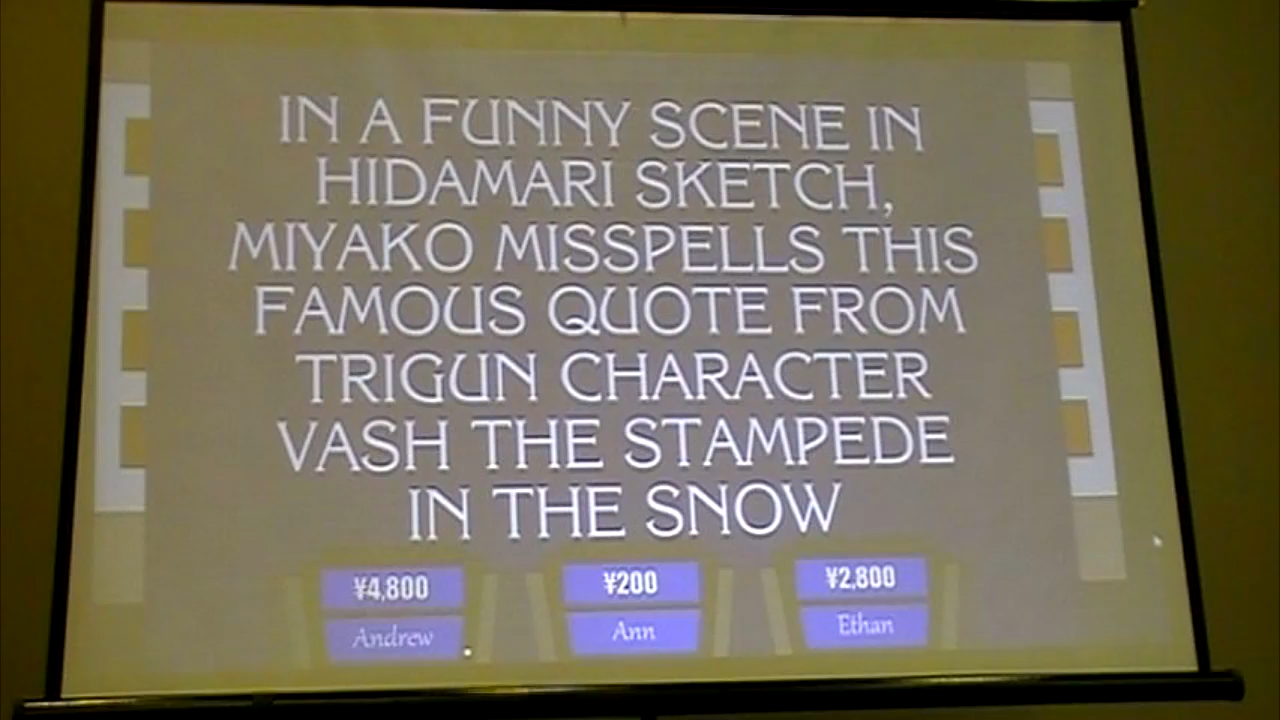 IN A FUNNY SCENE IN
HIDAMARI SKETCH,
MIYAKO MISSPELLS THIS
FAMOUS QUOTE FROM
TRIGUN CHARACTER
VASH THE STAMPEDE
IN THE SNOW
¥4,800 ¥200 ¥2,800
Andrew Ann Ethan